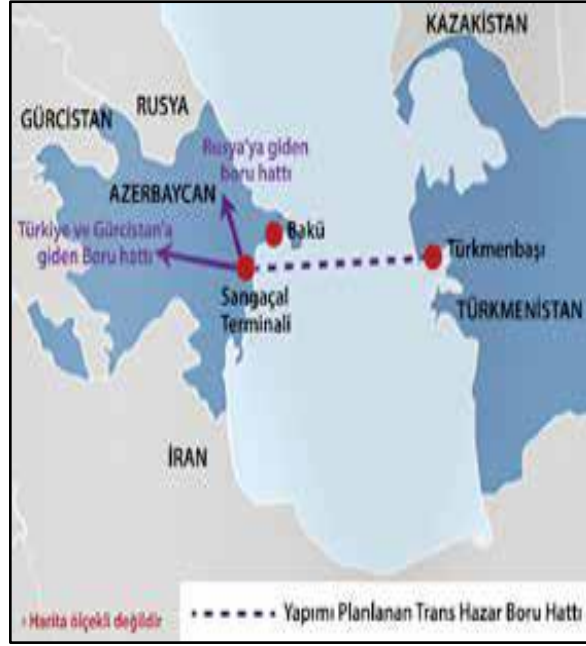 KAZAKİSTAN
RUSYA
GÜRCİSTAN
Rusya'ya giden
boru hattı
AZERBAYCAN
Türkiye ve Gürcistan'a
giden Boru hattı
Bakü
Türkmenbaşı
Sangaçal
Terminali
TÜRKMENİSTAN
İRAN
Harita ölçekli değildir
Yapımı Planlanan Trans Hazar Boru Hattı